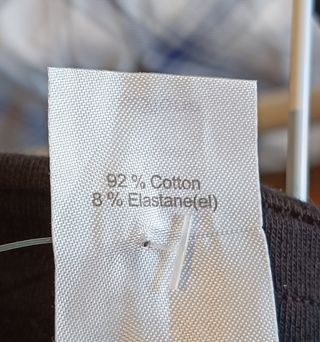 92 % Cotton
8 % Elastane(el)